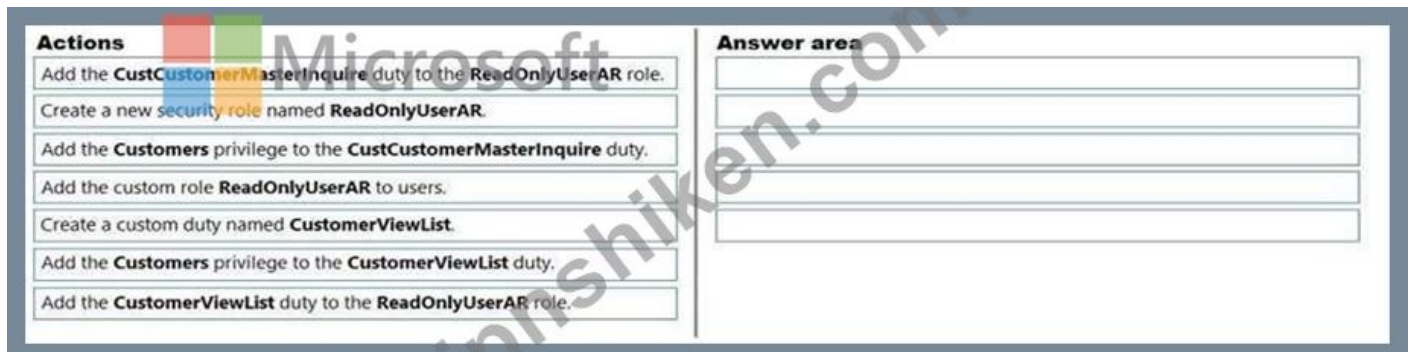 Microsoft
Actions
Add the CustCustomerMasterInquire duty to the ReadOnlyUserAR role.
Create a new security role named ReadOnlyUserAR.
Add the Customers privilege to the CustCustomerMasterInquire duty.
Add the custom role ReadOnlyUserAR to users.
Create a custom duty named CustomerViewList.
Add the Customers privilege to the CustomerViewList duty.
Add the CustomerViewList duty to the ReadOnlyUserAR role.
Answer area